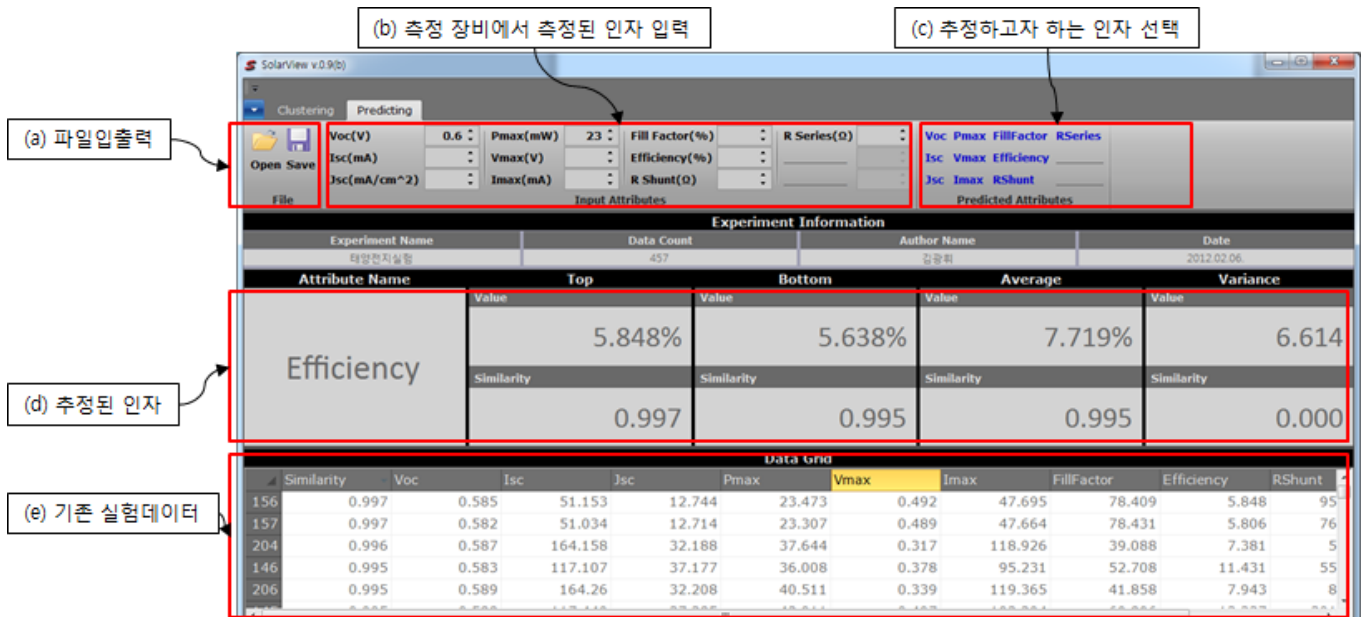 (b) 측정 장비에서 측정된 인자 입력
(c) 추정하고자 하는 인자 선택
SolarView v.0.9(b)
Clustering Predicting
(a) 파일입출력
Voc(V) 0.6 Pmax(mW) 23 Fill Factor(%) R Series(Ω)
Voc Pmax FillFactor RSeries
Isc(mA) Vmax(V) Efficiency(%)
Isc Vmax Efficiency
Open Save
Jsc(mA/cm^2) Imax(mA) R Shunt(Ω)
Jsc Imax RShunt
File Input Attributes Predicted Attributes
Experiment Information
Experiment Name Data Count Author Name Date
태양전지실험 457 김광휘 2012.02.06.
Attribute Name Top Bottom Average Variance
Value Value Value Value
5.848% 5.638% 7.719% 6.614
Efficiency
Similarity Similarity Similarity Similarity
(d) 추정된 인자
0.997 0.995 0.995 0.000
Data Grid
Similarity Voc Isc Jsc Pmax Vmax Imax FillFactor Efficiency RShunt
156 0.997 0.585 51.153 12.744 23.473 0.492 47.695 78.409 5.848 95
(e) 기존 실험데이터
157 0.997 0.582 51.034 12.714 23.307 0.489 47.664 78.431 5.806 76
204 0.996 0.587 164.158 32.188 37.644 0.317 118.926 39.088 7.381 5
146 0.995 0.583 117.107 37.177 36.008 0.378 95.231 52.708 11.431 55
206 0.995 0.589 164.26 32.208 40.511 0.339 119.365 41.858 7.943 8